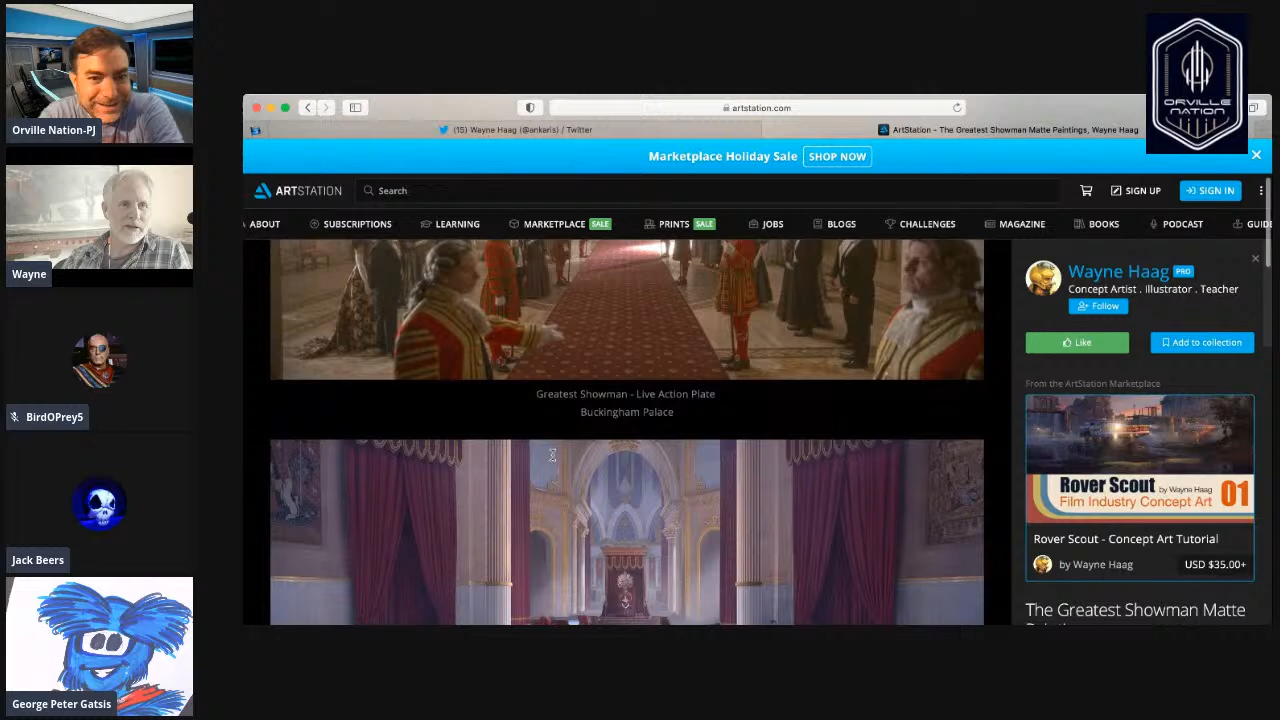 Orville Nation-PJ
Wayne
BirdOPrey5
Jack Beers
George Peter Gatsis
ORVILLE
NATION
artstation.com
(15) Wayne Haag (@ankaris) / Twitter
ArtStation - The Greatest Showman Matte Paintings, Wayne Haag
Marketplace Holiday Sale SHOP NOW
ARTSTATION Search SIGN UP SIGN IN
ABOUT SUBSCRIPTIONS LEARNING MARKETPLACE SALE PRINTS SALE JOBS BLOGS CHALLENGES MAGAZINE BOOKS PODCAST GUIDE
Greatest Showman - Live Action Plate
Buckingham Palace
Wayne Haag PRO
Concept Artist . Illustrator . Teacher
Follow
Like Add to collection
From the ArtStation Marketplace
Rover Scout by Wayne Haag
Film Industry Concept Art 01
Rover Scout - Concept Art Tutorial
by Wayne Haag USD $35.00+
The Greatest Showman Matte